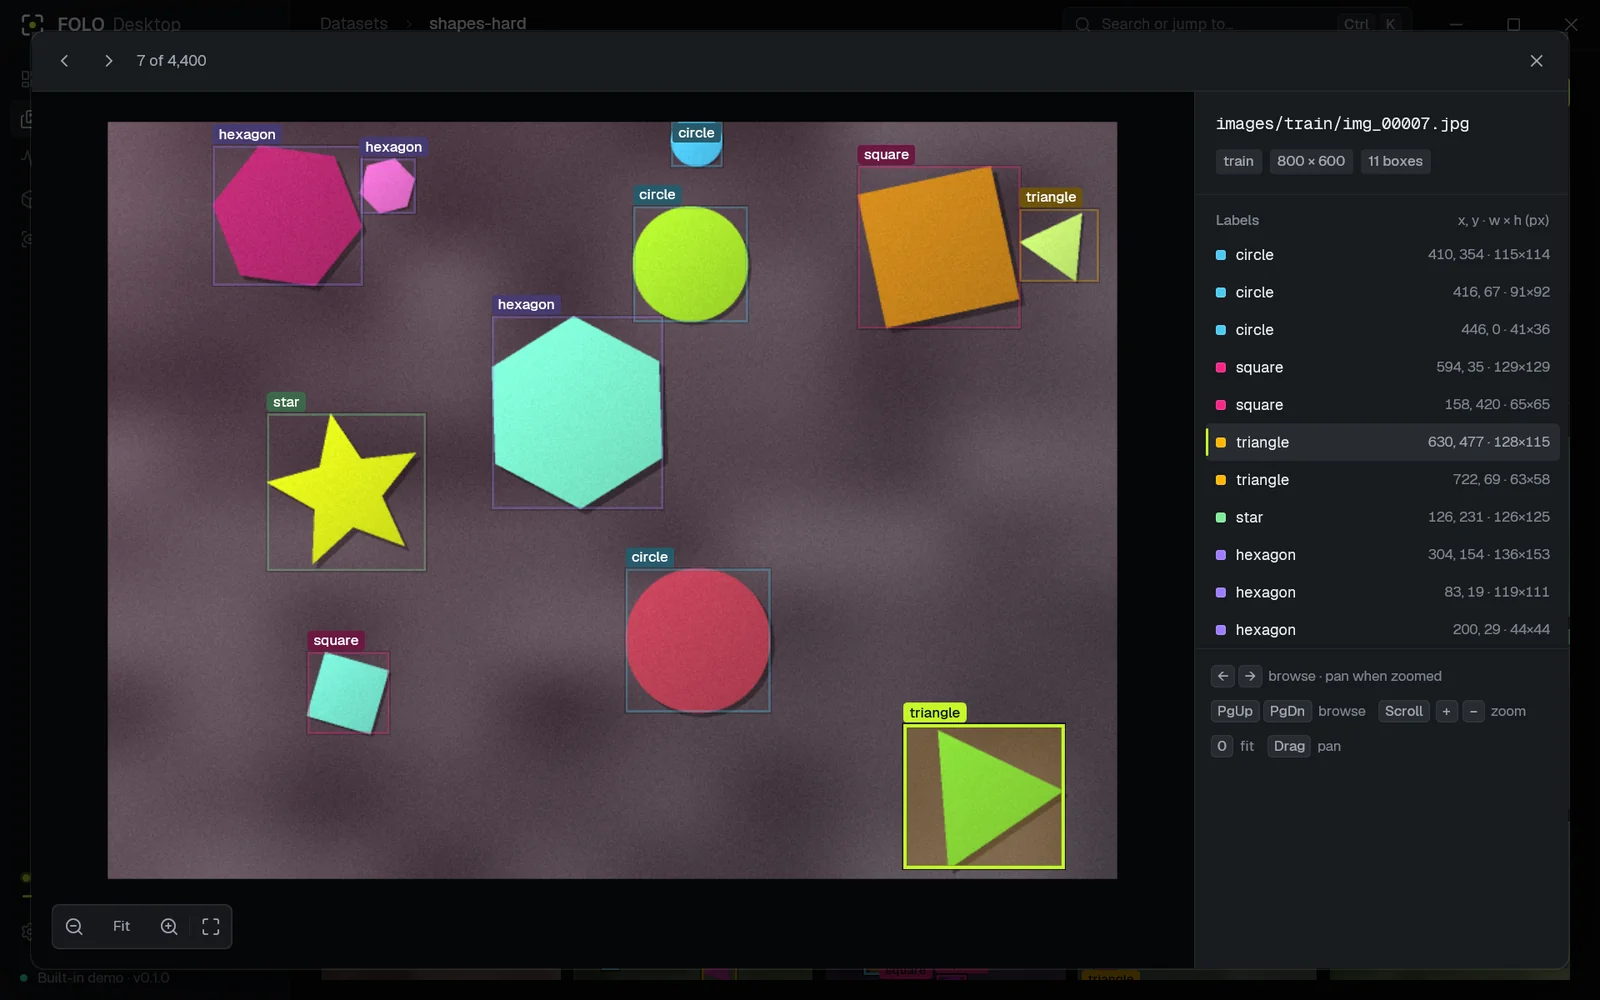 FOLO Desktop
Datasets > shapes-hard
Search or jump to...
Ctrl K
7 of 4,400
hexagon
hexagon
circle
circle
square
triangle
hexagon
star
circle
square
triangle
Fit
images/train/img_00007.jpg
train 800 × 600 11 boxes
Labels x, y · w × h (px)
circle 410, 354 · 115×114
circle 416, 67 · 91×92
circle 446, 0 · 41×36
square 594, 35 · 129×129
square 158, 420 · 65×65
triangle 630, 477 · 128×115
triangle 722, 69 · 63×58
star 126, 231 · 126×125
hexagon 304, 154 · 136×153
hexagon 83, 19 · 119×111
hexagon 200, 29 · 44×44
← → browse · pan when zoomed
PgUp PgDn browse Scroll + − zoom
0 fit Drag pan
Built-in demo · v0.1.0
square
triangle